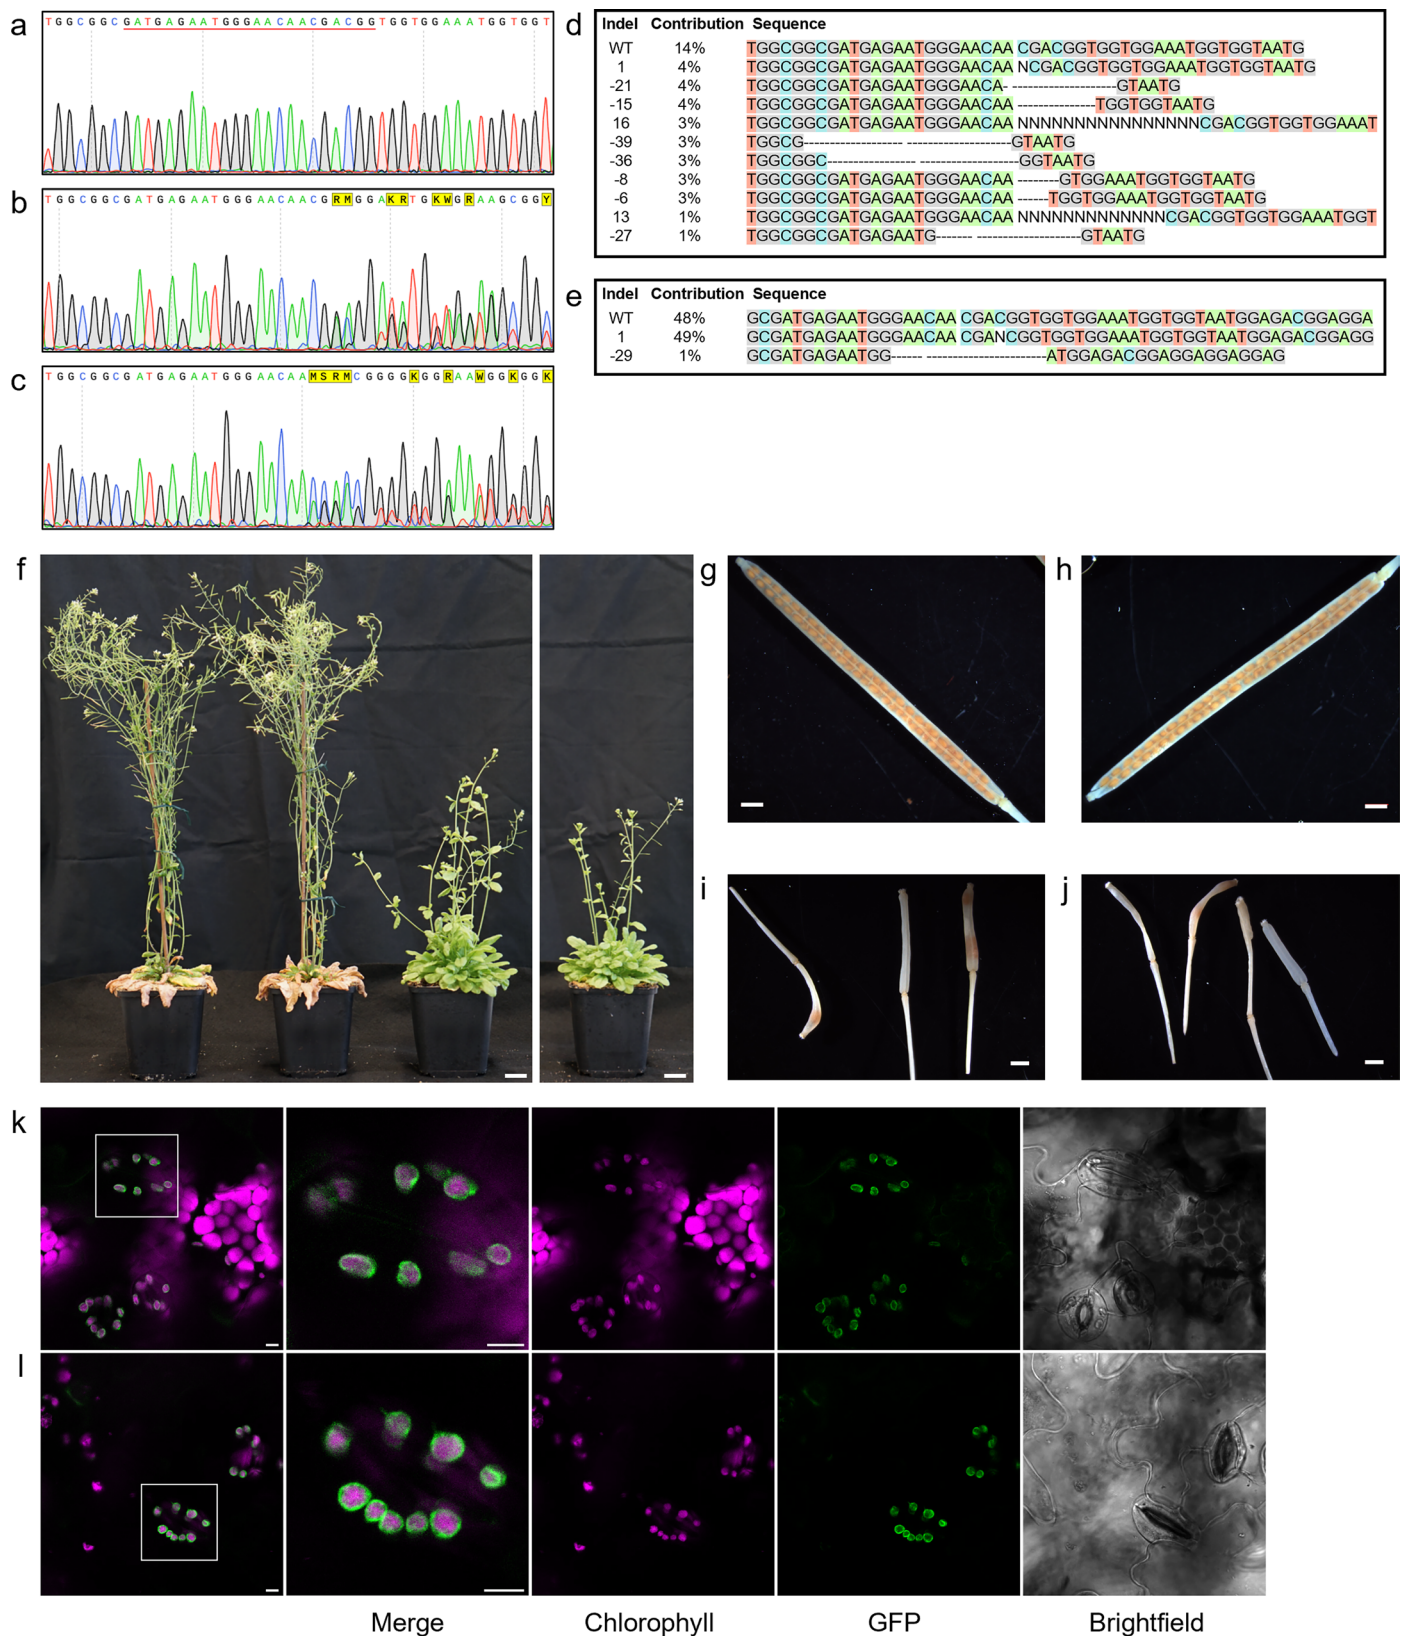 a
TGGCGGCGATGAGAATGGGAACAACGACGGTGGTGGAAATGGTGGT
b
TGGCGGCGATGAGAATGGGAACAACGRMGGAKRTGKWGRAAGCGGY
c
TGGCGGCGATGAGAATGGGAACAAMSRMCGGGGKGGRAAWGGKGGK
d
Indel Contribution Sequence
WT 14% TGGCGGCGATGAGAATGGGAACAA CGACGGTGGTGGAAATGGTGGTAATG
1 4% TGGCGGCGATGAGAATGGGAACAA NCGACGGTGGTGGAAATGGTGGTAATG
-21 4% TGGCGGCGATGAGAATGGGAACA- --------------------GTAATG
-15 4% TGGCGGCGATGAGAATGGGAACAA ---------------TGGTGGTAATG
16 3% TGGCGGCGATGAGAATGGGAACAA NNNNNNNNNNNNNNNNCGACGGTGGTGGAAAT
-39 3% TGGCG------------------- --------------------GTAATG
-36 3% TGGCGGC----------------- -------------------GGTAATG
-8 3% TGGCGGCGATGAGAATGGGAACAA --------GTGGAAATGGTGGTAATG
-6 3% TGGCGGCGATGAGAATGGGAACAA ------TGGTGGAAATGGTGGTAATG
13 1% TGGCGGCGATGAGAATGGGAACAA NNNNNNNNNNNNNCGACGGTGGTGGAAATGGT
-27 1% TGGCGGCGATGAGAATG------- --------------------GTAATG
e
Indel Contribution Sequence
WT 48% GCGATGAGAATGGGAACAA CGACGGTGGTGGAAATGGTGGTAATGGAGACGGAGGA
1 49% GCGATGAGAATGGGAACAA CGANCGGTGGTGGAAATGGTGGTAATGGAGACGGAGG
-29 1% GCGATGAGAATGG------ -----------------------ATGGAGACGGAGGAGGAGGAG
f
g
h
i
j
k
l
Merge Chlorophyll GFP Brightfield